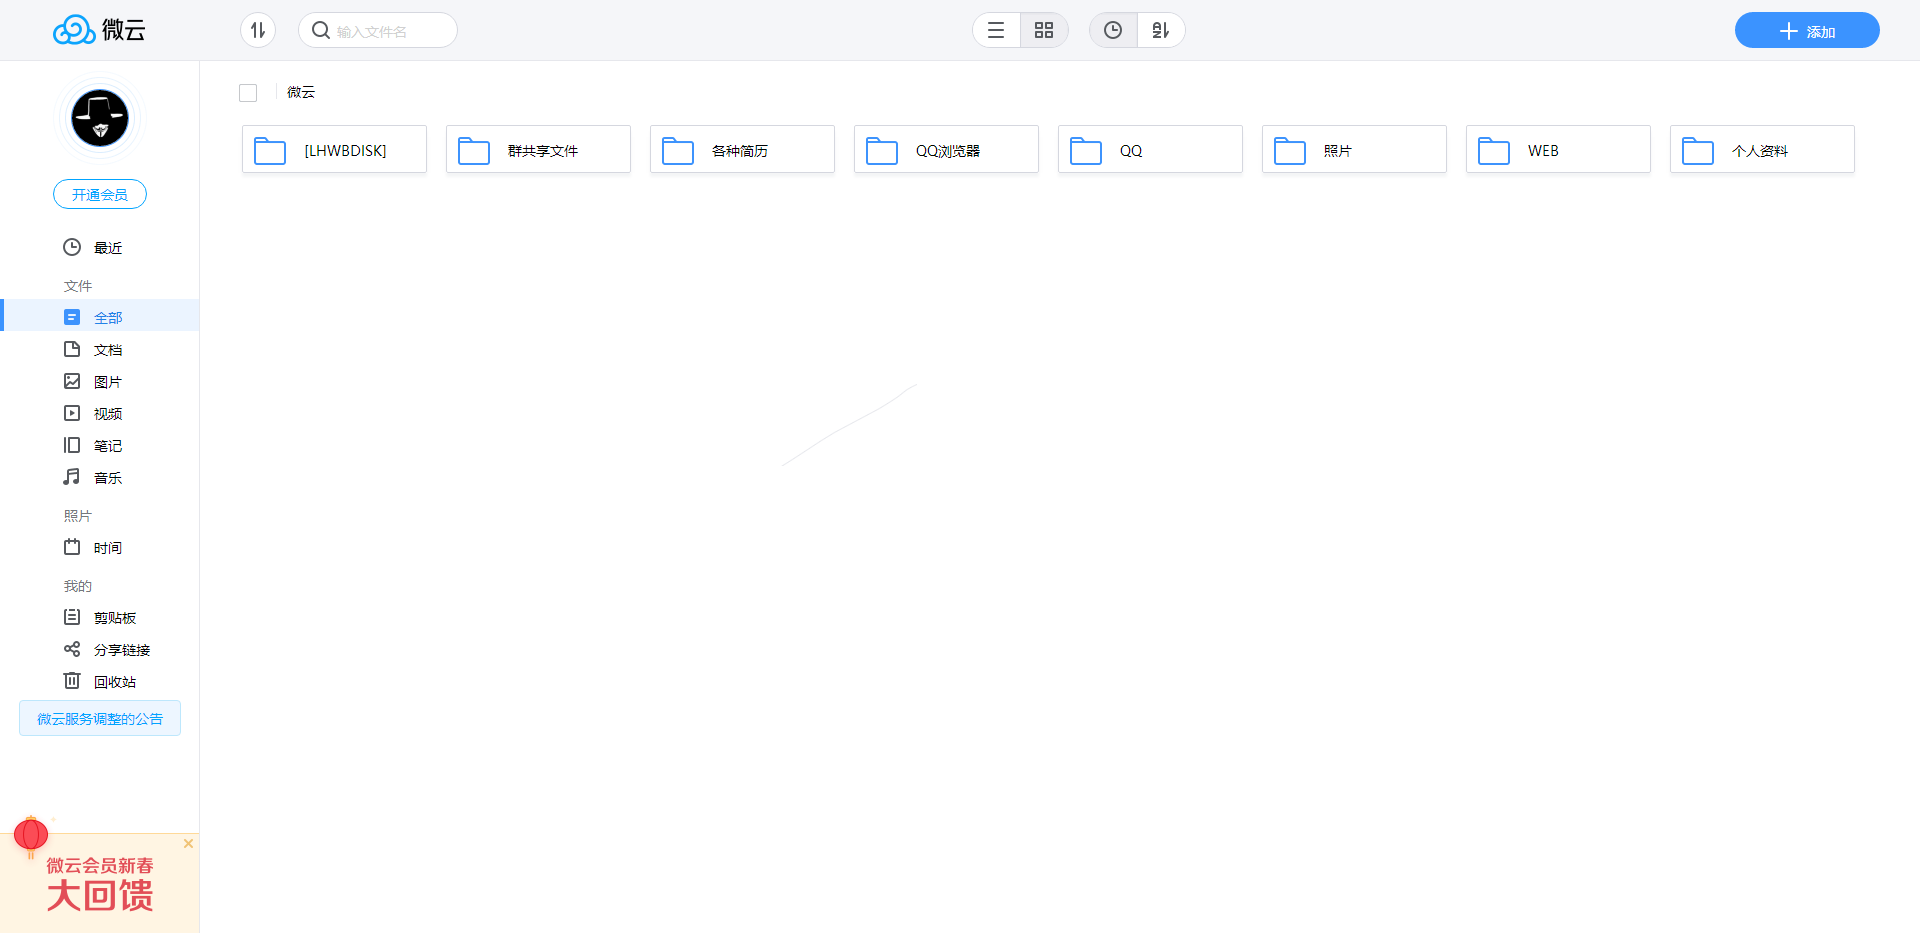 微云
输入文件名
添加
开通会员
最近
文件
全部
文档
图片
视频
笔记
音乐
照片
时间
我的
剪贴板
分享链接
回收站
微云服务调整的公告
微云会员新春
大回馈
微云
[LHWBDISK]
群共享文件
各种简历
QQ浏览器
QQ
照片
WEB
个人资料